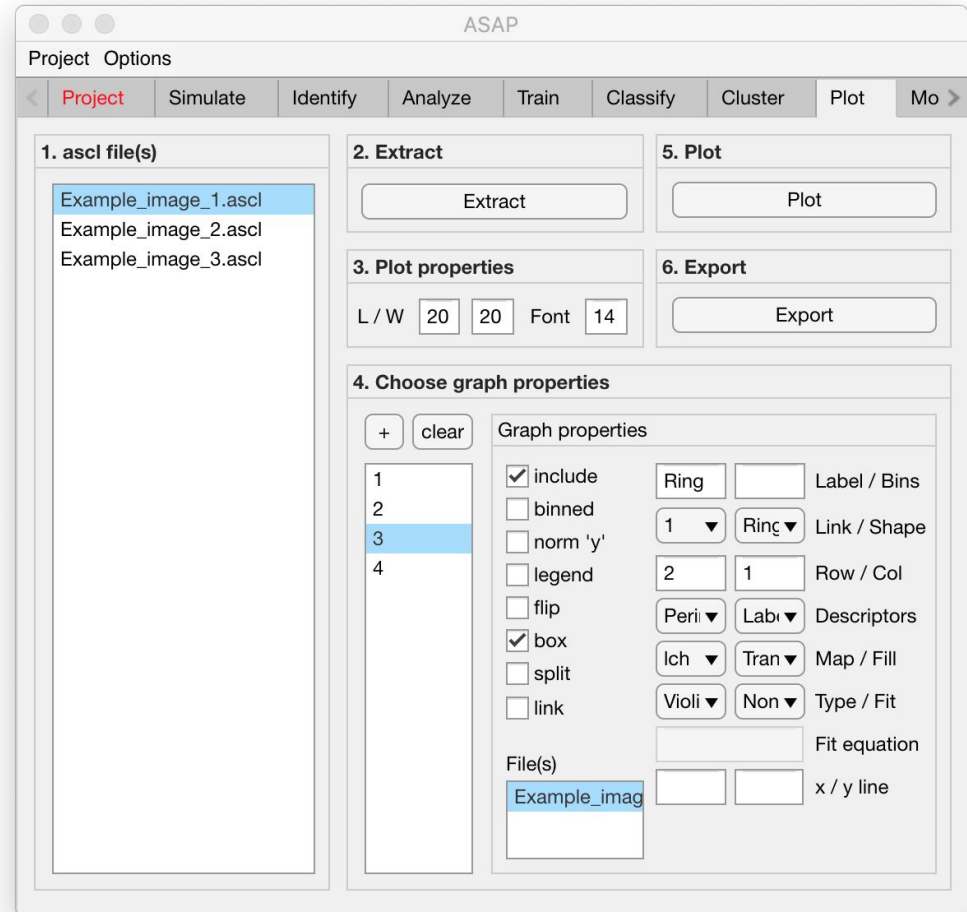 ASAP
Project Options
Project Simulate Identify Analyze Train Classify Cluster Plot Mo
1. ascl file(s)
Example_image_1.ascl
Example_image_2.ascl
Example_image_3.ascl
2. Extract
Extract
5. Plot
Plot
3. Plot properties
L / W 20 20 Font 14
6. Export
Export
4. Choose graph properties
+ clear
1
2
3
4
Graph properties
include
binned
norm 'y'
legend
flip
box
split
link
File(s)
Example_imag
Ring Label / Bins
1 Ring Link / Shape
2 1 Row / Col
Peri Labe Descriptors
Ich Tran Map / Fill
Violi Non Type / Fit
Fit equation
x / y line